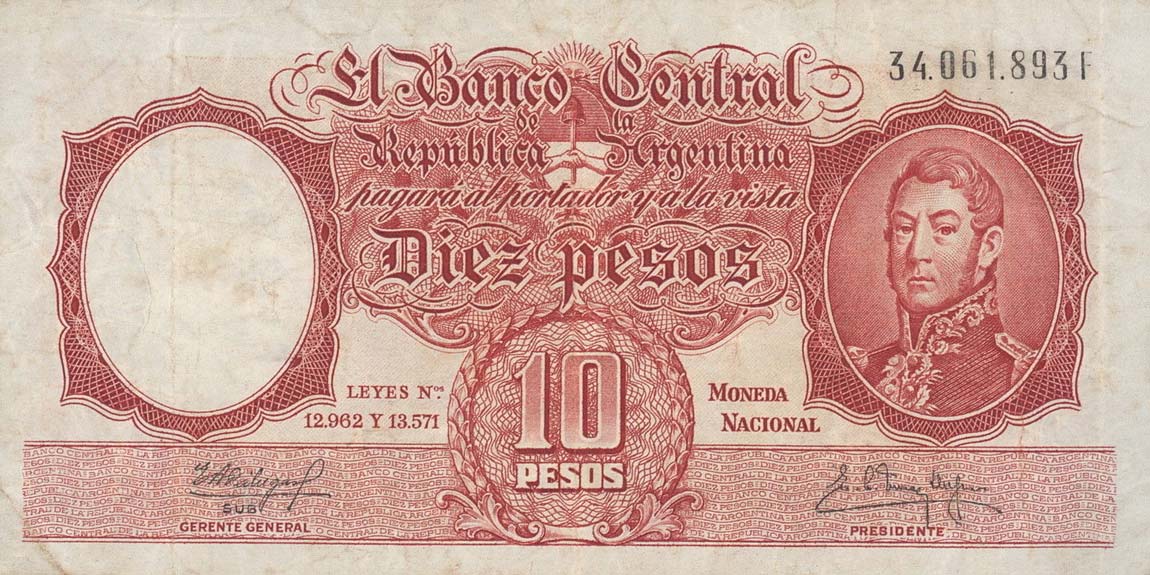 34.061.893F
El Banco Central
de la
República Argentina
pagará al portador y a la vista
Diez pesos
LEYES Nos.
12.962 Y 13.571
MONEDA
NACIONAL
10
PESOS
SUB
GERENTE GENERAL
PRESIDENTE